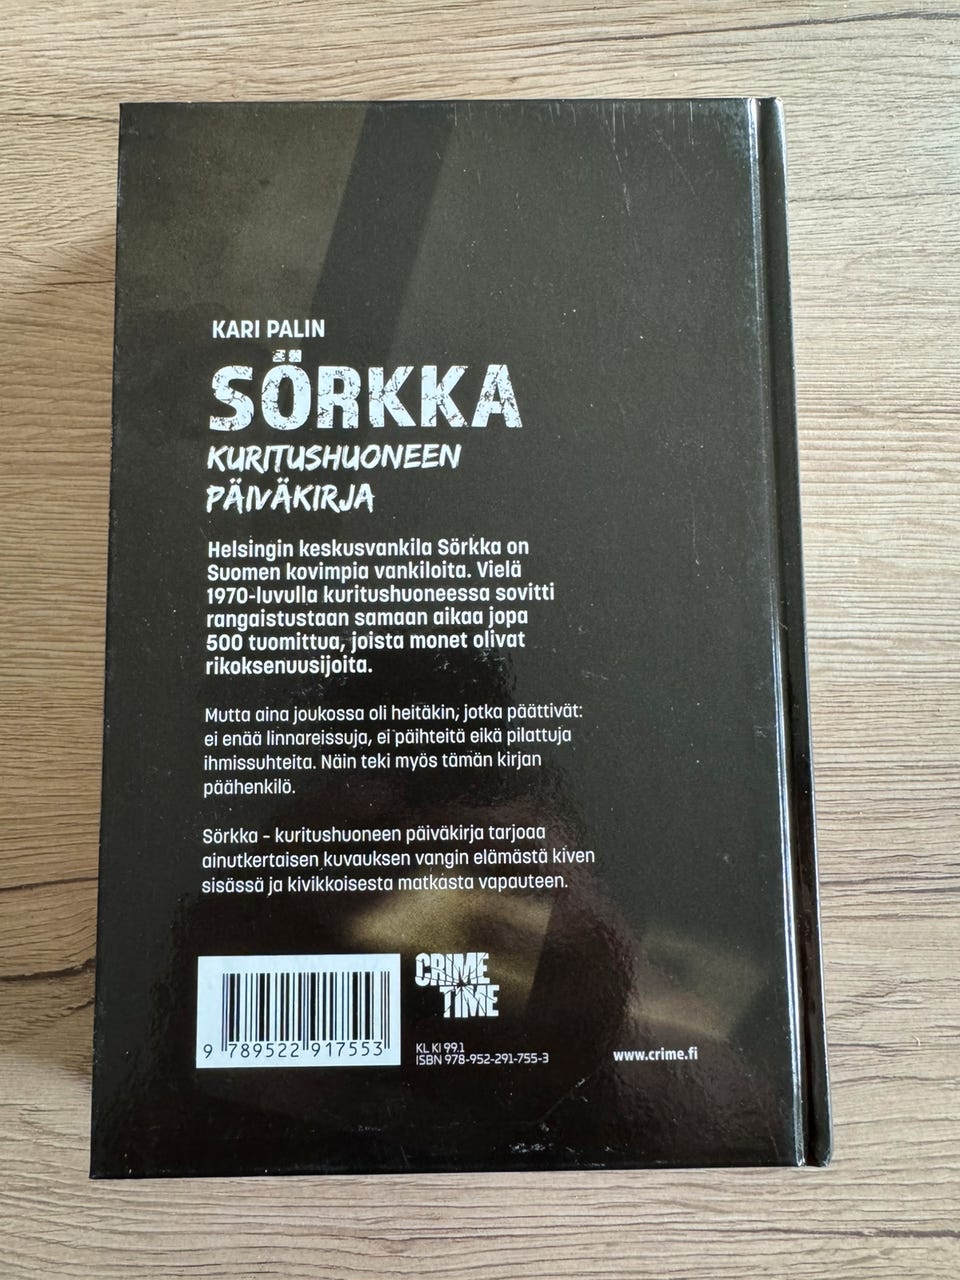 KARI PALIN
SÖRKKA
KURITUSHUONEEN
PÄIVÄKIRJA
Helsingin keskusvankila Sörkka on
Suomen kovimpia vankiloita. Vielä
1970-luvulla kuritushuoneessa sovitti
rangaistustaan samaan aikaa jopa
500 tuomittua, joista monet olivat
rikoksenuusijoita.
Mutta aina joukossa oli heitäkin, jotka päättivät:
ei enää linnareissuja, ei päihteitä eikä pilattuja
ihmissuhteita. Näin teki myös tämän kirjan
päähenkilö.
Sörkka – kuritushuoneen päiväkirja tarjoaa
ainutkertaisen kuvauksen vangin elämästä kiven
sisässä ja kivikkoisesta matkasta vapauteen.
CRIME
TIME
KL KI 99.1
ISBN 978-952-291-755-3
www.crime.fi
9 789522 917553